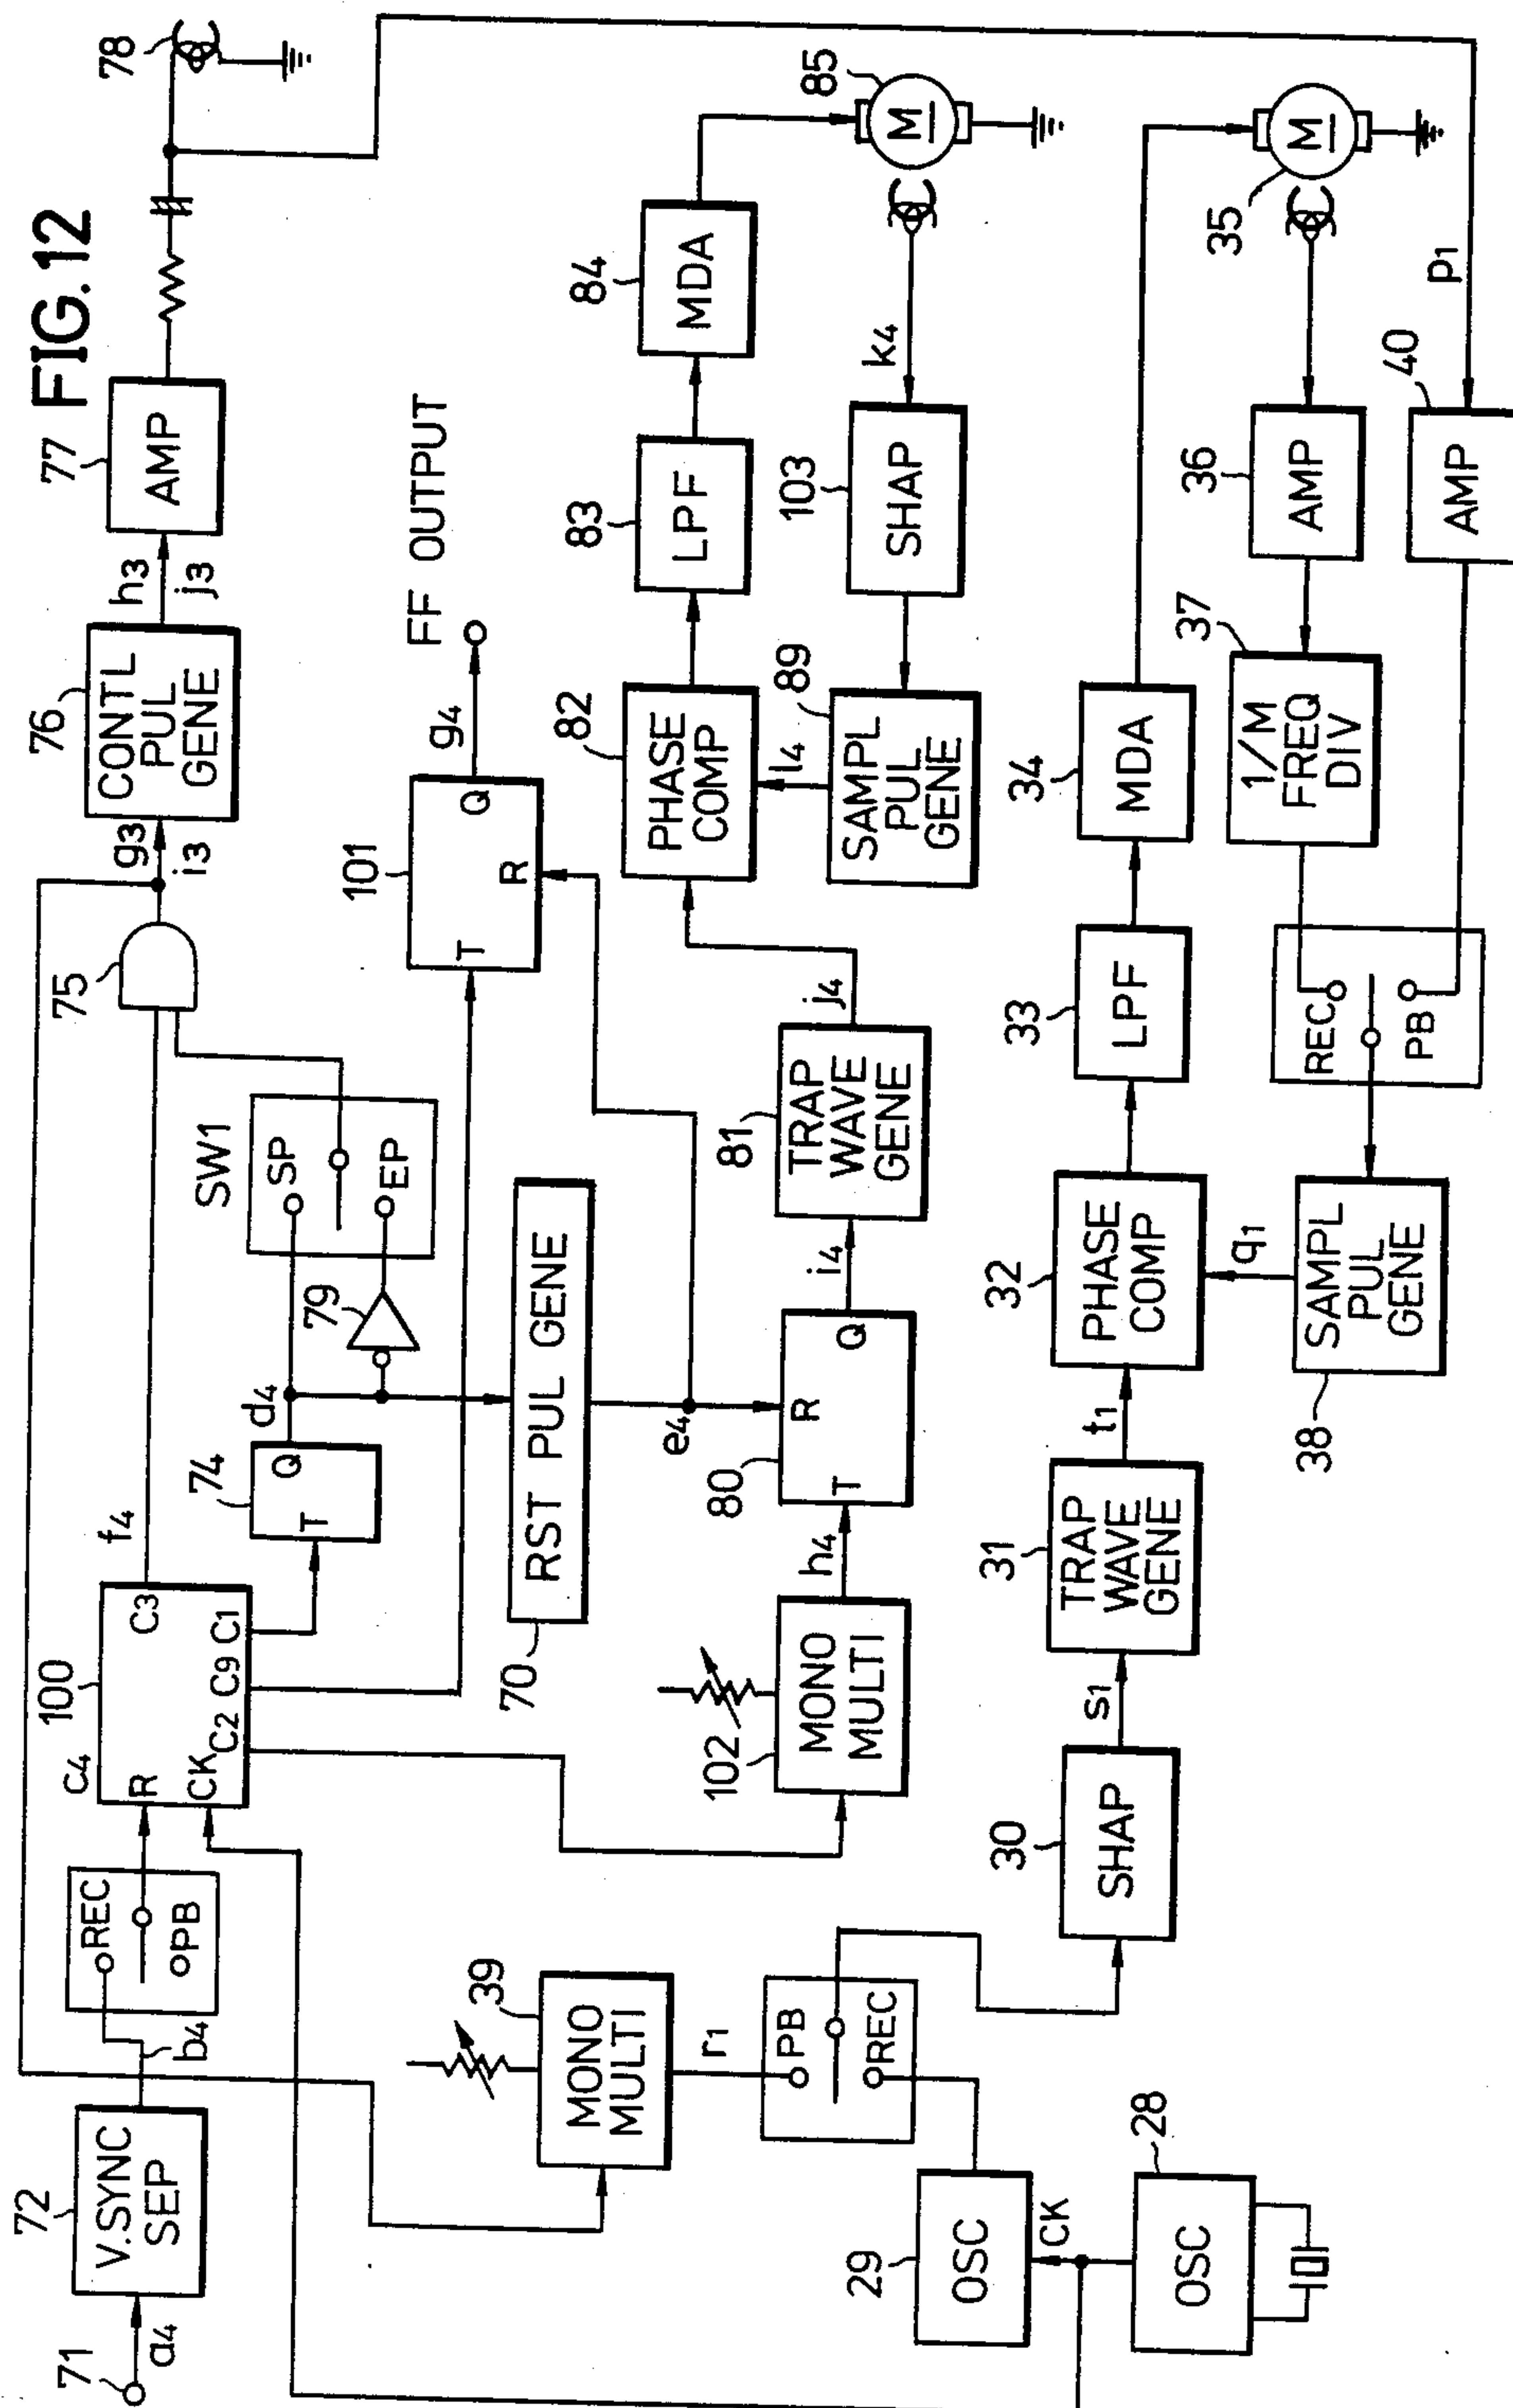 FIG. 12
71
a4
72
V.SYNC
SEP
b4
REC
PB
C4
100
R
CK
C3
C2
C9
C1
f4
74
T
Q
d4
79
SW1
SP
EP
75
g3
i3
76
CONTL
PUL
GENE
h3
j3
77
AMP
78
70
RST PUL GENE
e4
101
T
Q
R
g4
FF OUTPUT
102
MONO
MULTI
h4
80
T
R
Q
i4
81
TRAP
WAVE
GENE
j4
82
PHASE
COMP
83
LPF
84
MDA
85
M
l4
89
SAMPL
PUL
GENE
103
SHAP
k4
39
MONO
MULTI
r1
PB
REC
30
SHAP
s1
31
TRAP
WAVE
GENE
t1
32
PHASE
COMP
33
LPF
34
MDA
35
M
q1
38
SAMPL
PUL
GENE
REC
PB
37
1/M
FREQ
DIV
36
AMP
40
AMP
p1
29
OSC
CK
28
OSC